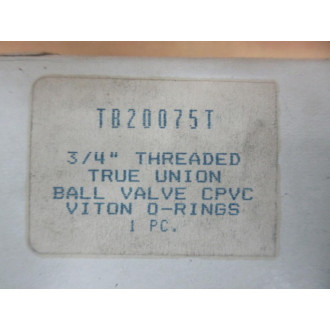 TB20075T
3/4" THREADED
TRUE UNION
BALL VALVE CPVC
VITON O-RINGS
1 PC.